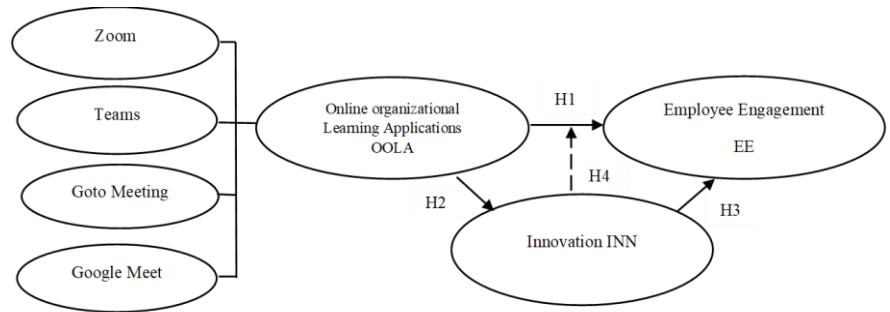 Zoom
Teams
Goto Meeting
Google Meet
Online organizational
Learning Applications
OOLA
H1
H2
H4
H3
Employee Engagement
EE
Innovation INN